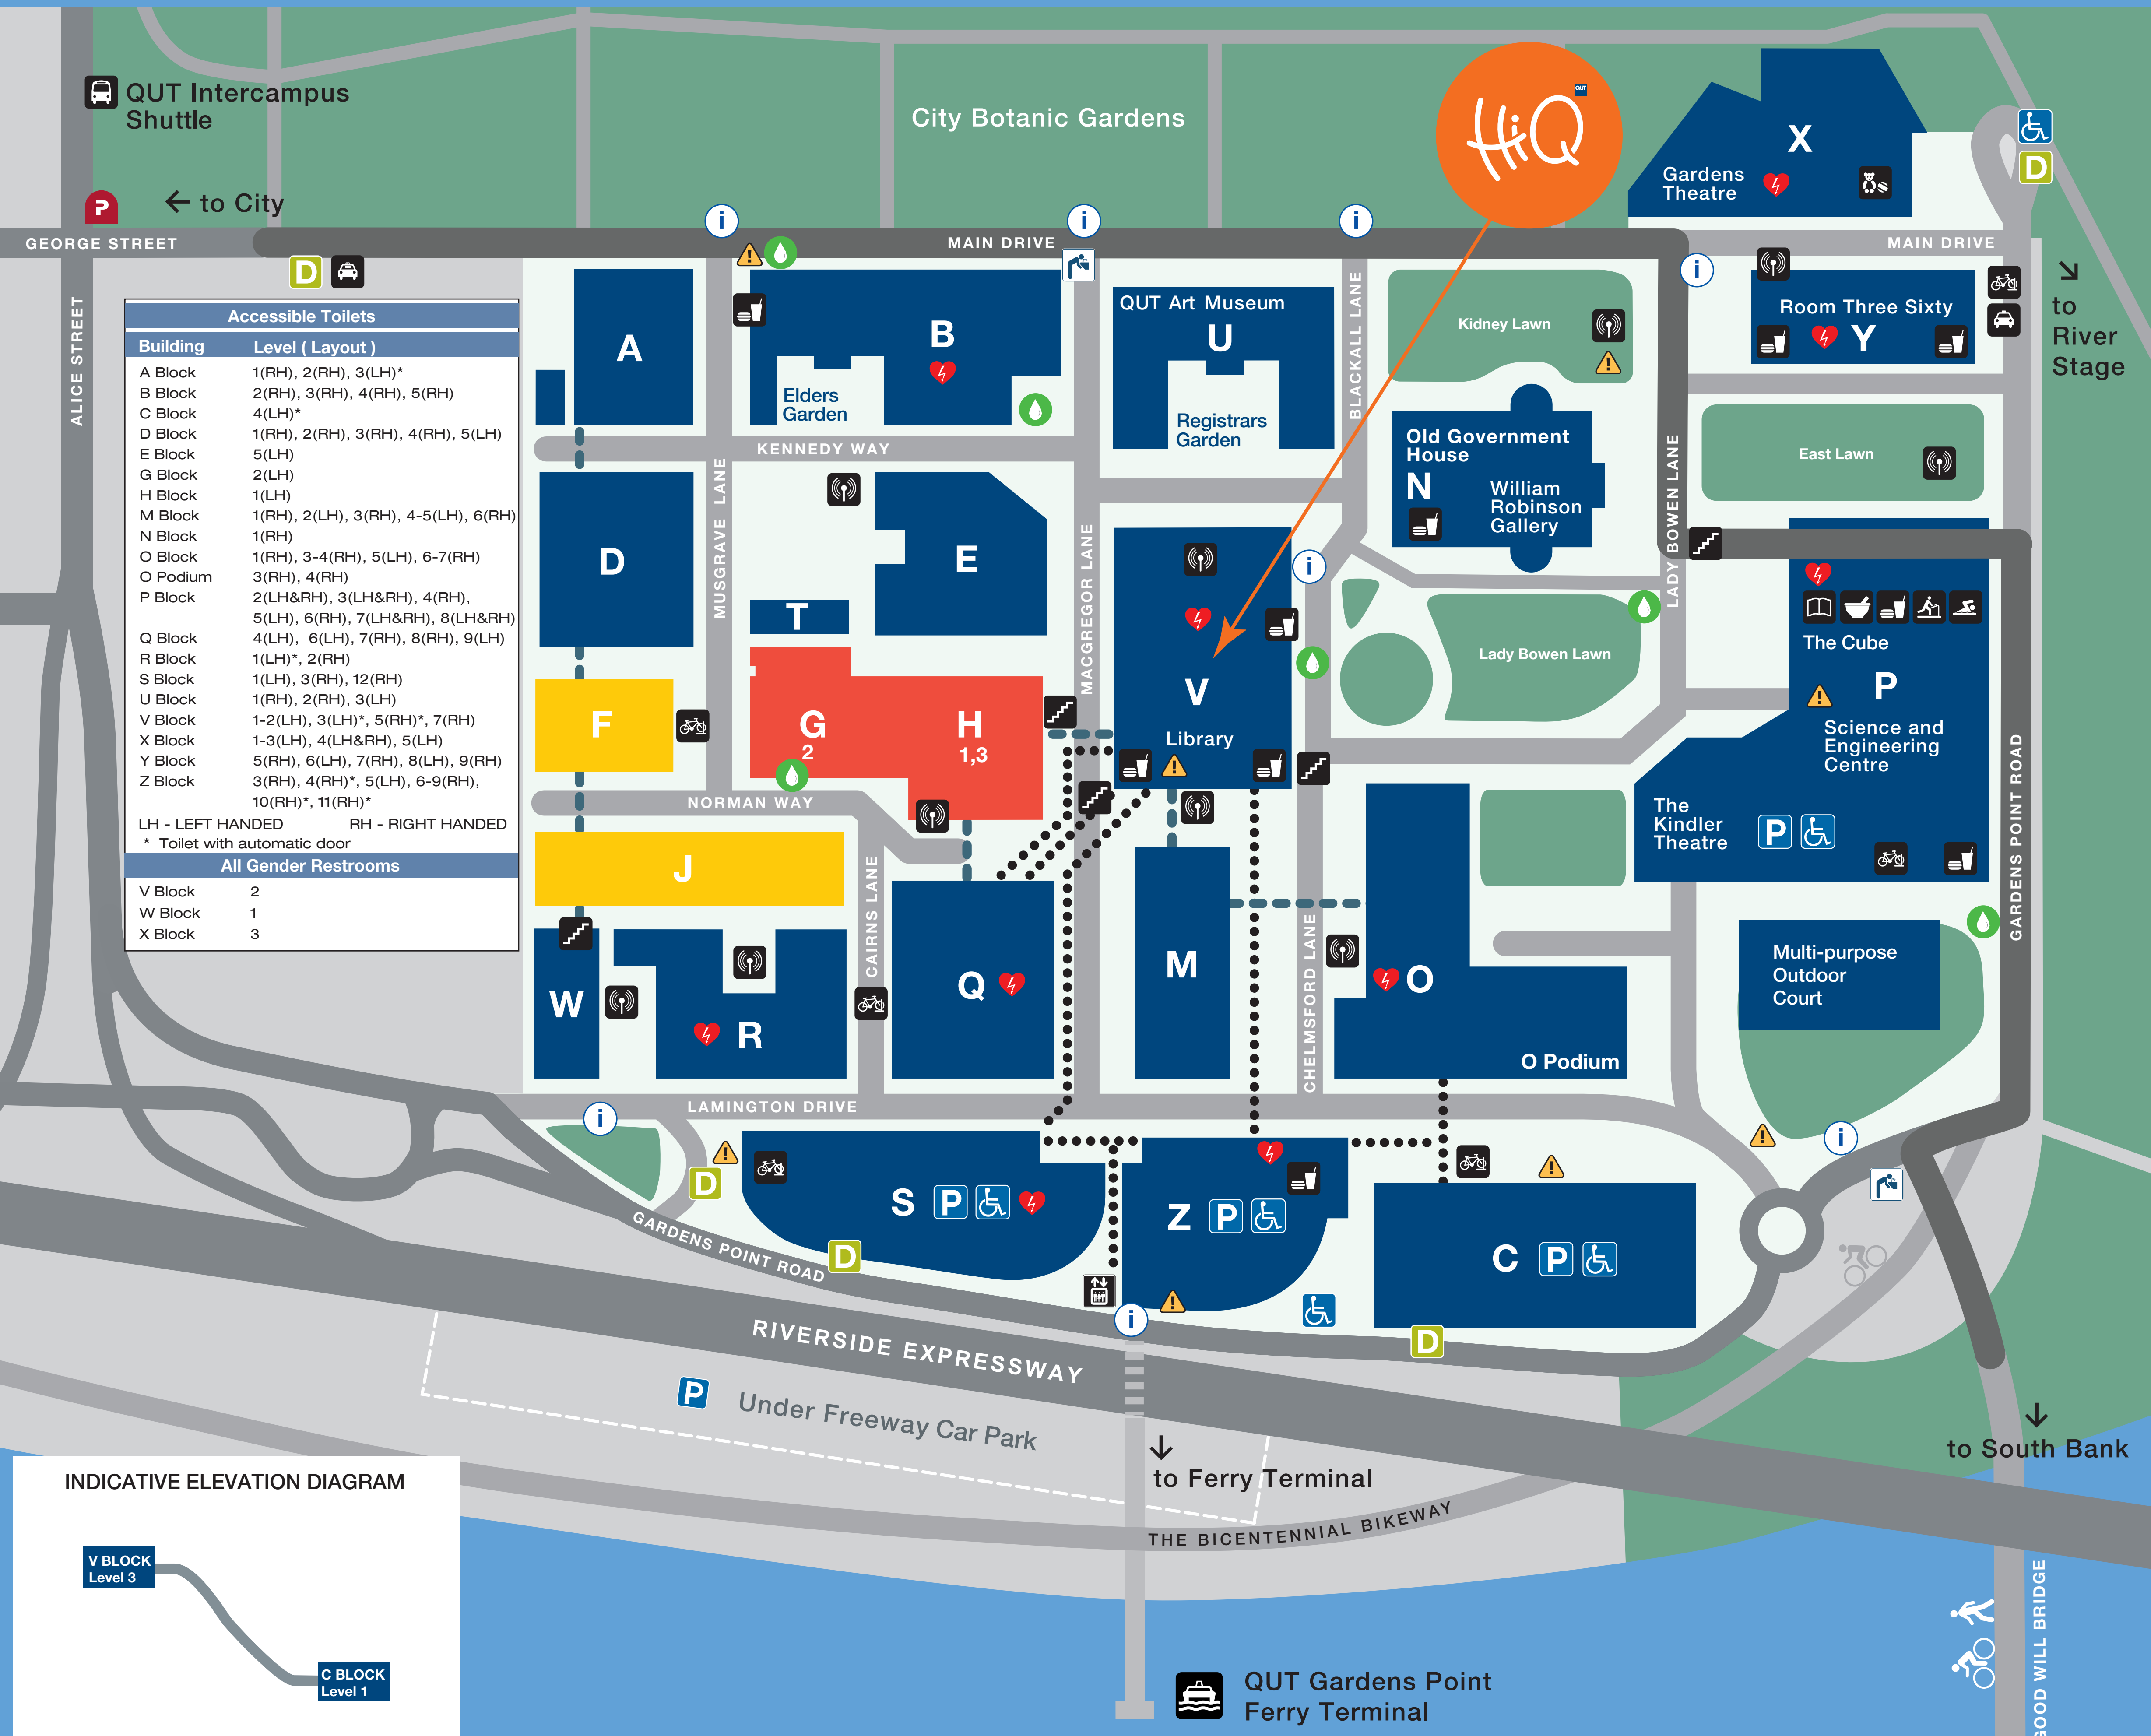 QUT Intercampus
Shuttle
City Botanic Gardens
HiQ
QUT
X
Gardens
Theatre
D
P
← to City
GEORGE STREET
MAIN DRIVE
MAIN DRIVE
i
i
i
i
D
ALICE STREET
to
River
Stage
Accessible Toilets
Building Level ( Layout )
A Block 1(RH), 2(RH), 3(LH)*
B Block 2(RH), 3(RH), 4(RH), 5(RH)
C Block 4(LH)*
D Block 1(RH), 2(RH), 3(RH), 4(RH), 5(LH)
E Block 5(LH)
G Block 2(LH)
H Block 1(LH)
M Block 1(RH), 2(LH), 3(RH), 4-5(LH), 6(RH)
N Block 1(RH)
O Block 1(RH), 3-4(RH), 5(LH), 6-7(RH)
O Podium 3(RH), 4(RH)
P Block 2(LH&RH), 3(LH&RH), 4(RH),
5(LH), 6(RH), 7(LH&RH), 8(LH&RH)
Q Block 4(LH), 6(LH), 7(RH), 8(RH), 9(LH)
R Block 1(LH)*, 2(RH)
S Block 1(LH), 3(RH), 12(RH)
U Block 1(RH), 2(RH), 3(LH)
V Block 1-2(LH), 3(LH)*, 5(RH)*, 7(RH)
X Block 1-3(LH), 4(LH&RH), 5(LH)
Y Block 5(RH), 6(LH), 7(RH), 8(LH), 9(RH)
Z Block 3(RH), 4(RH)*, 5(LH), 6-9(RH),
10(RH)*, 11(RH)*
LH - LEFT HANDED RH - RIGHT HANDED
* Toilet with automatic door
All Gender Restrooms
V Block 2
W Block 1
X Block 3
A
B
Elders
Garden
QUT Art Museum
U
Registrars
Garden
BLACKALL LANE
Kidney Lawn
Room Three Sixty
Y
KENNEDY WAY
Old Government
House
N
William
Robinson
Gallery
LADY BOWEN LANE
East Lawn
D
MUSGRAVE LANE
T
E
MACGREGOR LANE
i
V
Library
Lady Bowen Lawn
The Cube
P
Science and
Engineering
Centre
The
Kindler
Theatre
P
GARDENS POINT ROAD
F
G
2
H
1,3
NORMAN WAY
J
CAIRNS LANE
W
R
Q
M
CHELMSFORD LANE
O
O Podium
Multi-purpose
Outdoor
Court
LAMINGTON DRIVE
i
i
D
S
P
Z
P
C
P
D
D
GARDENS POINT ROAD
i
RIVERSIDE EXPRESSWAY
P
Under Freeway Car Park
to Ferry Terminal
to South Bank
THE BICENTENNIAL BIKEWAY
INDICATIVE ELEVATION DIAGRAM
V BLOCK
Level 3
C BLOCK
Level 1
QUT Gardens Point
Ferry Terminal
GOOD WILL BRIDGE